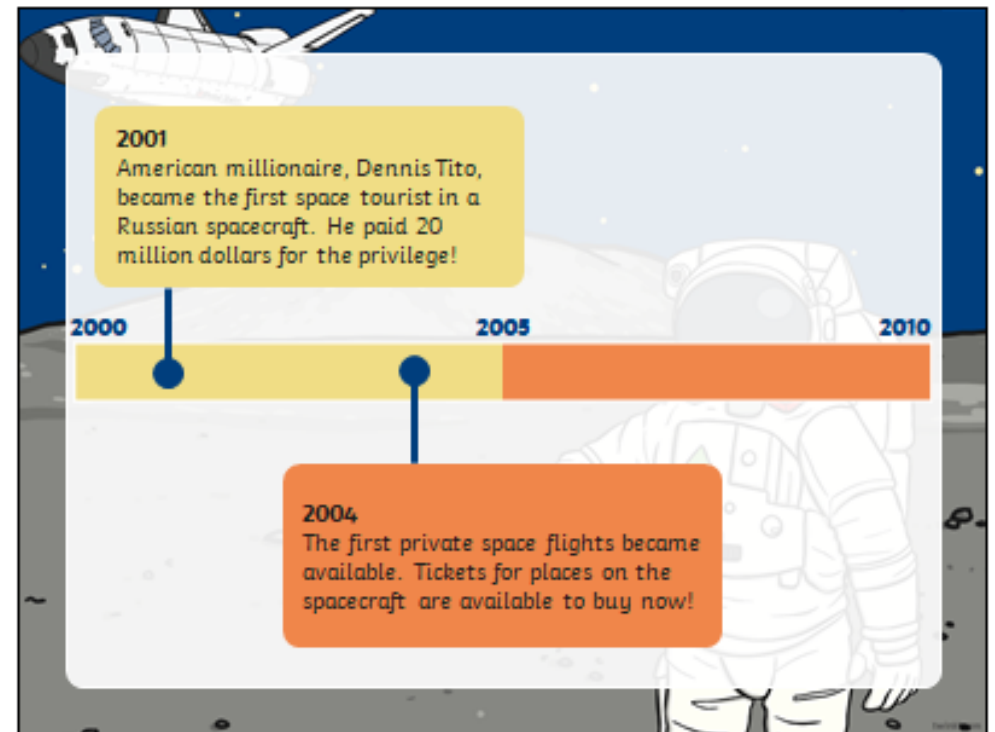 2001
American millionaire, Dennis Tito,
became the first space tourist in a
Russian spacecraft. He paid 20
million dollars for the privilege!
2000
2005
2010
2004
The first private space flights became
available. Tickets for places on the
spacecraft are available to buy now!